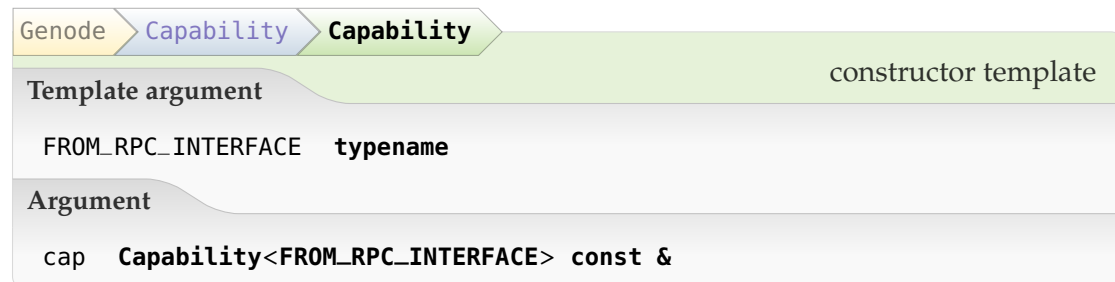 Genode Capability Capability
constructor template
Template argument
FROM_RPC_INTERFACE typename
Argument
cap Capability<FROM_RPC_INTERFACE> const &